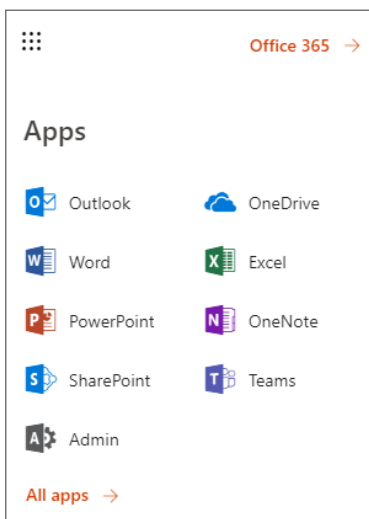 Office 365
Apps
Outlook
OneDrive
Word
Excel
PowerPoint
OneNote
SharePoint
Teams
Admin
All apps